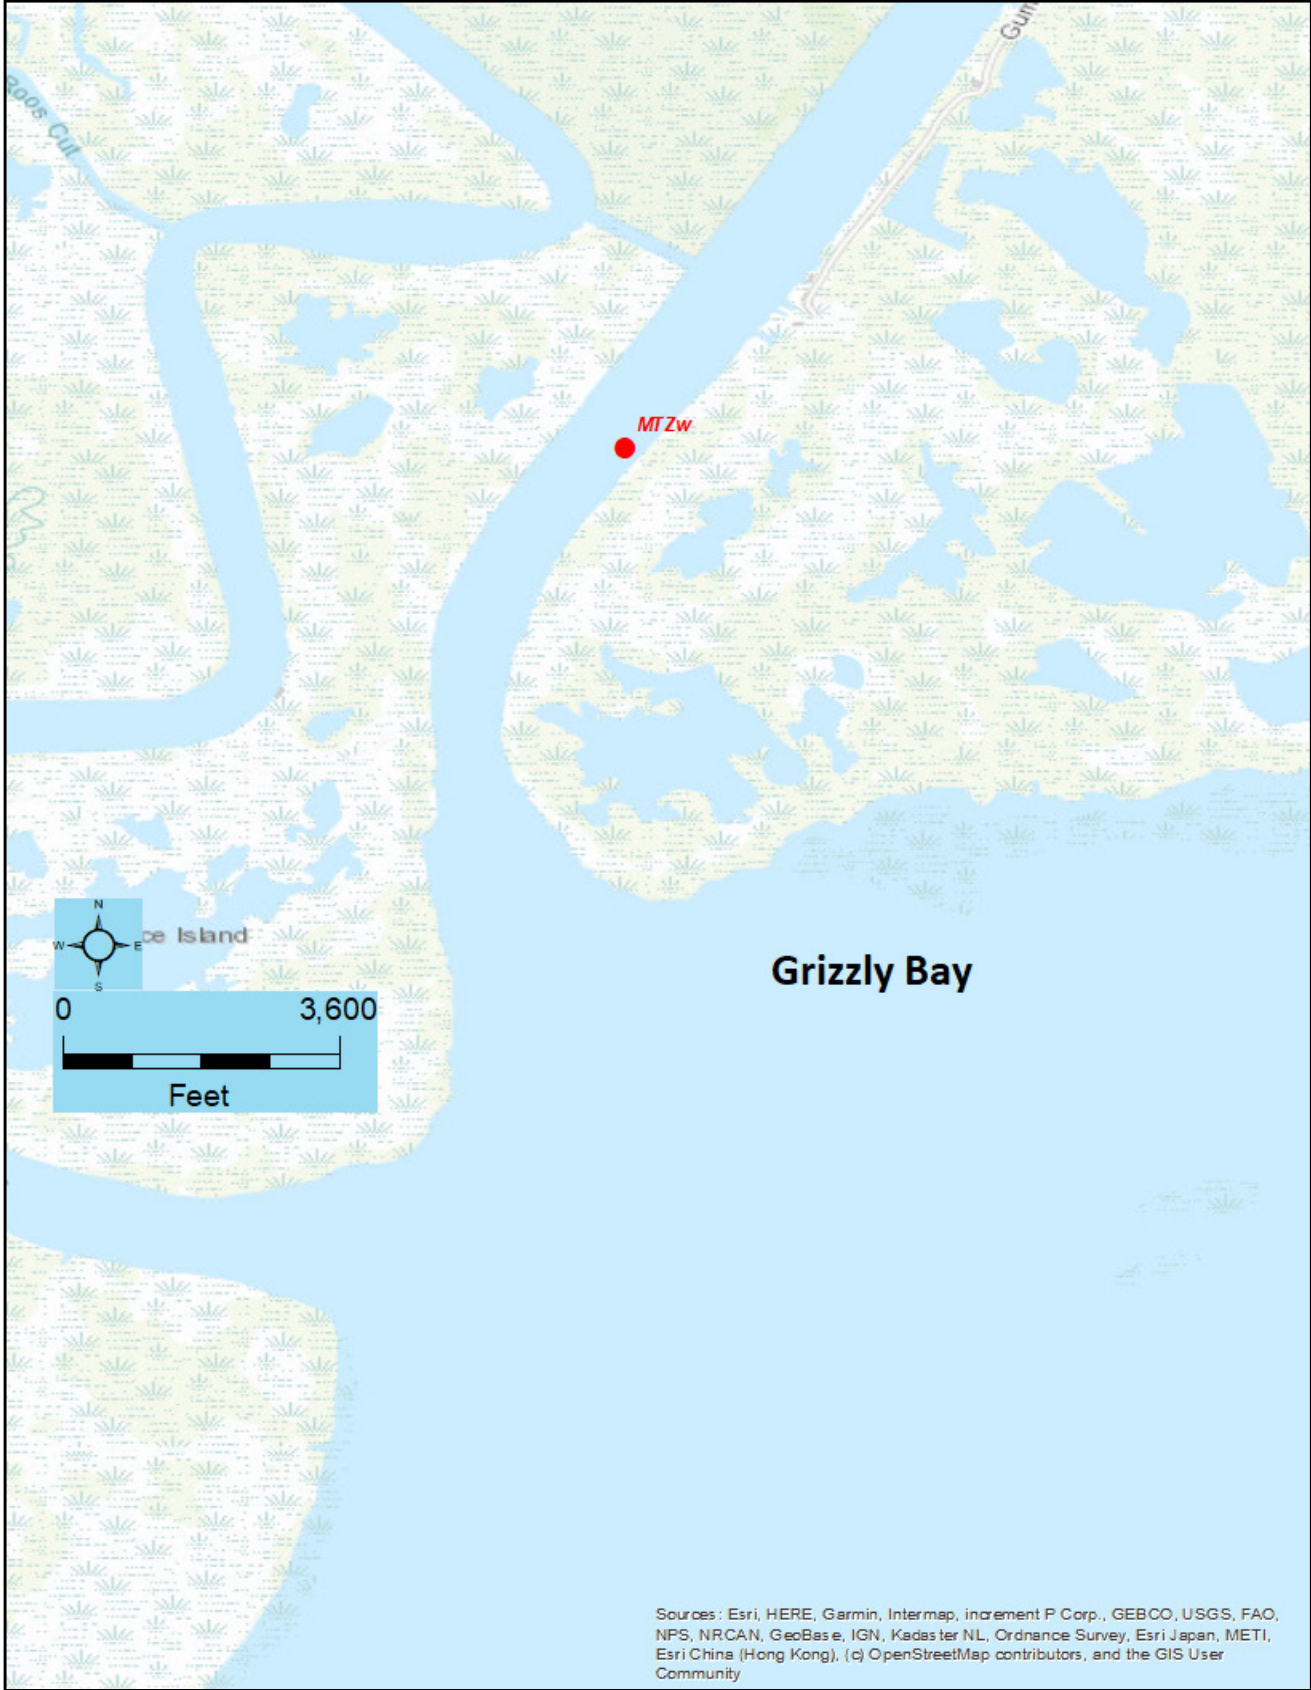 Gum
Roos Cut
MTZw
N
W E
S
ce Island
Grizzly Bay
0 3,600
Feet
Sources: Esri, HERE, Garmin, Intermap, increment P Corp., GEBCO, USGS, FAO,
NPS, NRCAN, GeoBase, IGN, Kadaster NL, Ordnance Survey, Esri Japan, METI,
Esri China (Hong Kong), (c) OpenStreetMap contributors, and the GIS User
Community